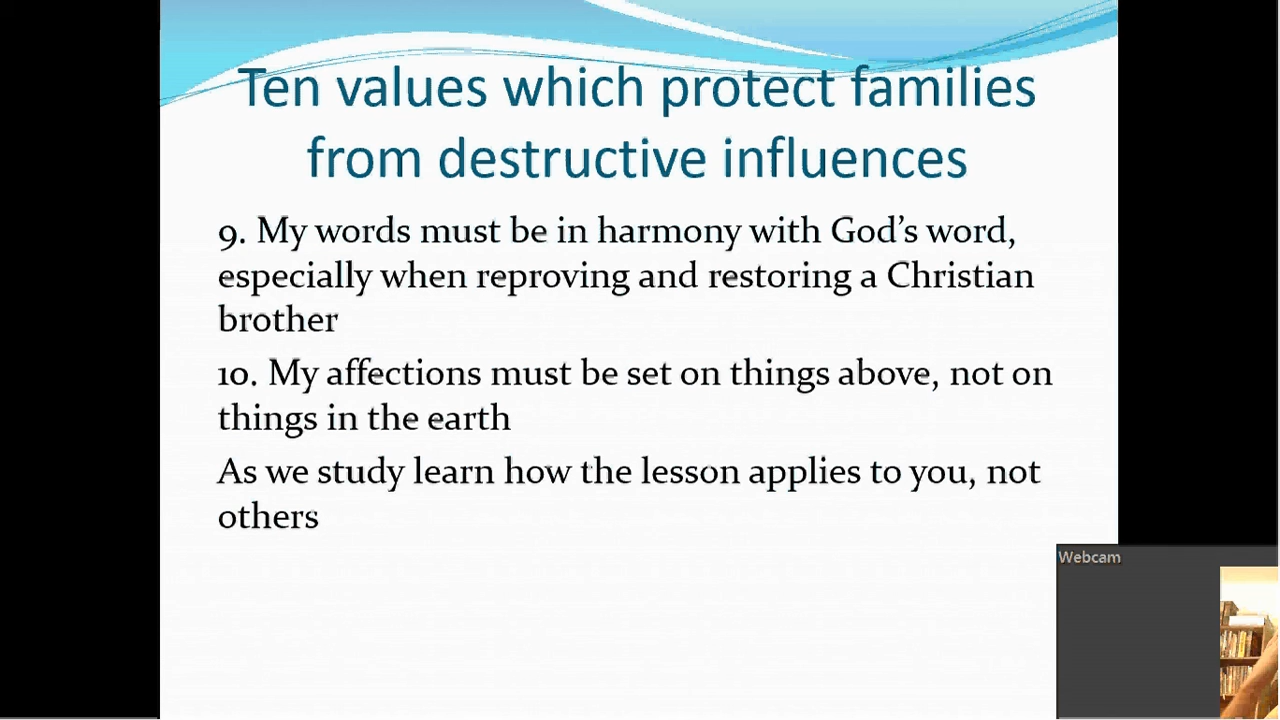 Ten values which protect families
from destructive influences
9. My words must be in harmony with God’s word,
especially when reproving and restoring a Christian
brother
10. My affections must be set on things above, not on
things in the earth
As we study learn how the lesson applies to you, not
others
Webcam